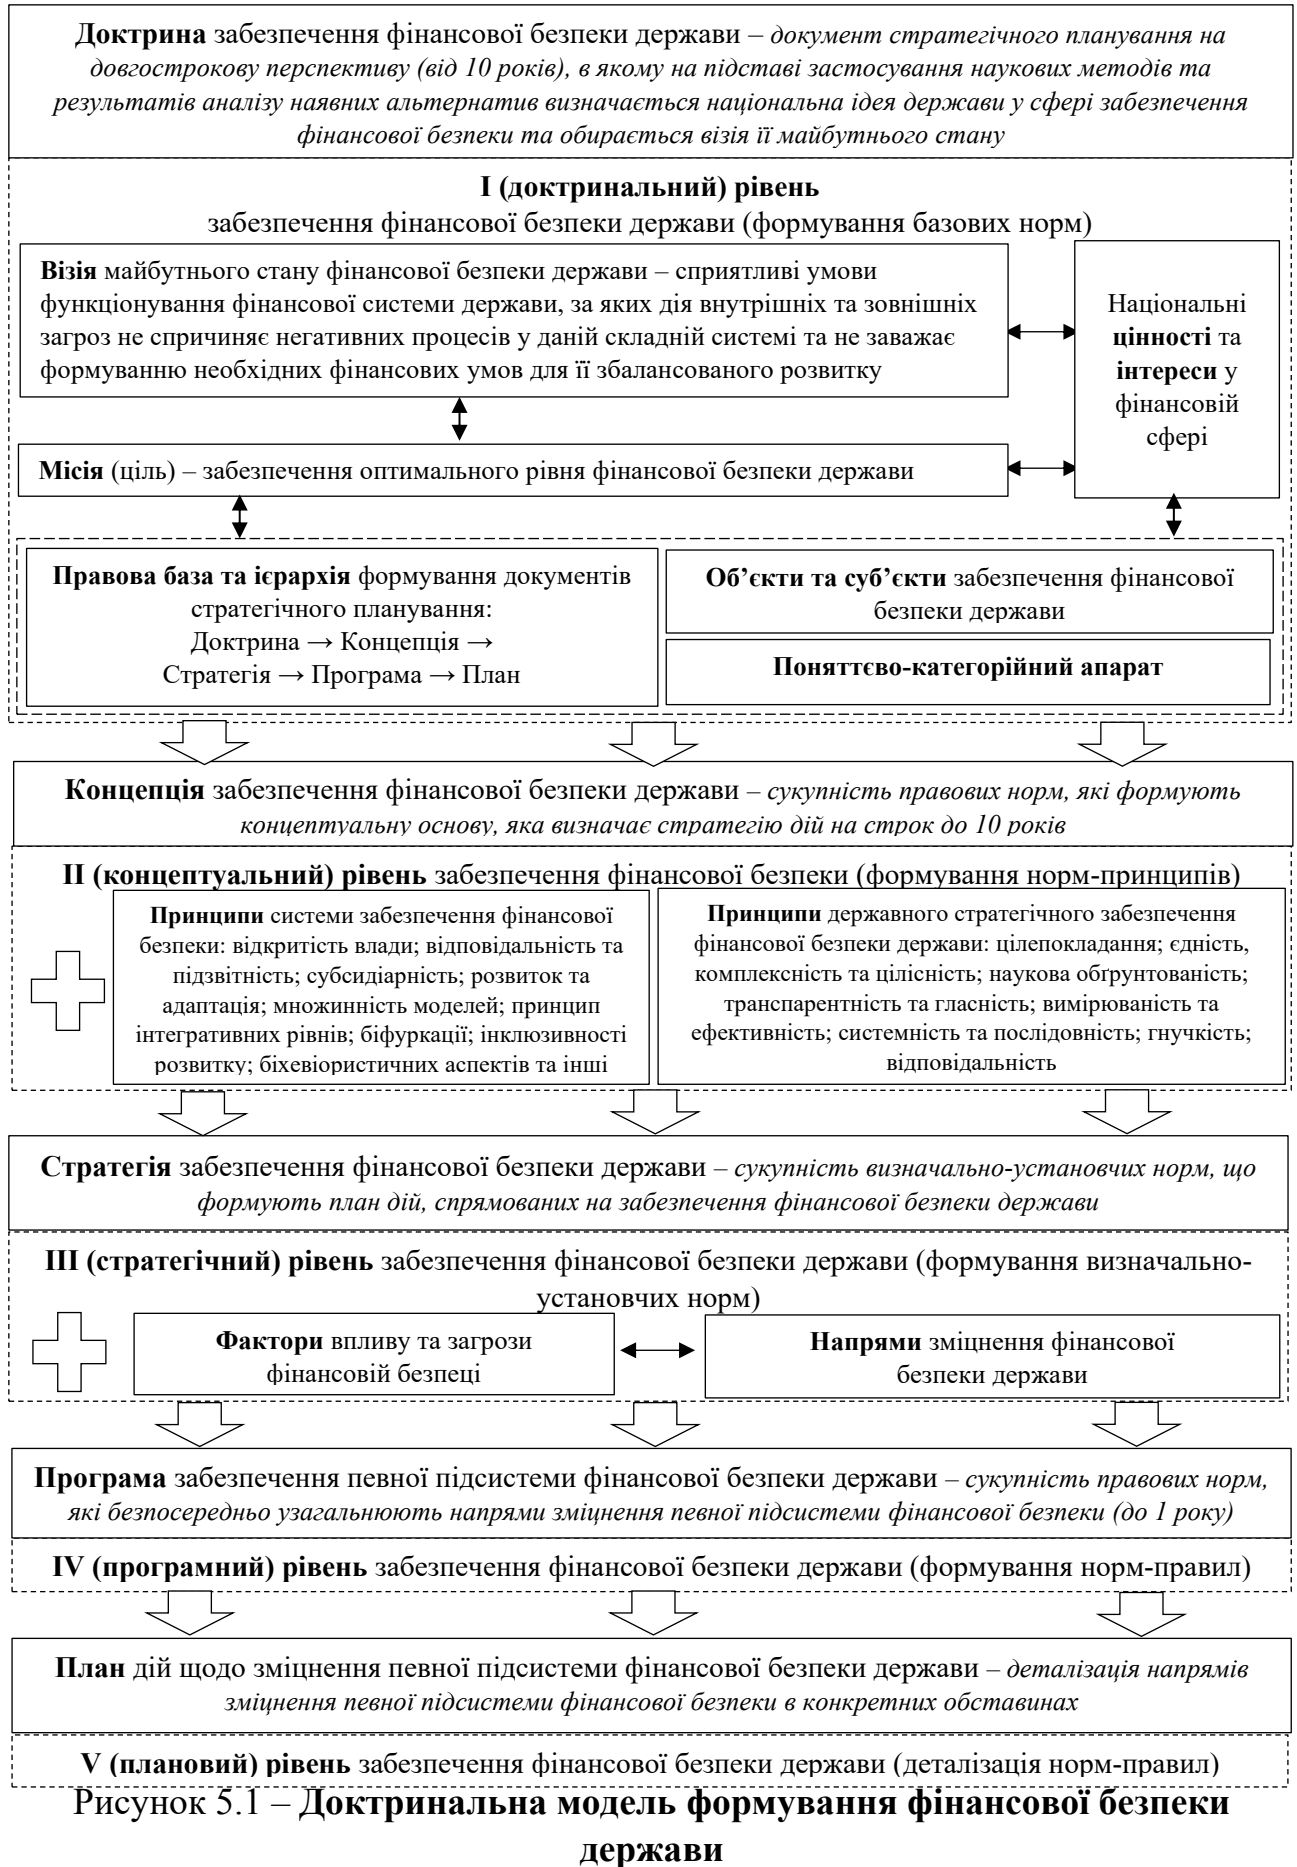 Доктрина забезпечення фінансової безпеки держави – документ стратегічного планування на
довгострокову перспективу (від 10 років), в якому на підставі застосування наукових методів та
результатів аналізу наявних альтернатив визначається національна ідея держави у сфері забезпечення
фінансової безпеки та обирається візія її майбутнього стану
І (доктринальний) рівень
забезпечення фінансової безпеки держави (формування базових норм)
Візія майбутнього стану фінансової безпеки держави – сприятливі умови
функціонування фінансової системи держави, за яких дія внутрішніх та зовнішніх
загроз не спричиняє негативних процесів у даній складній системі та не заважає
формуванню необхідних фінансових умов для її збалансованого розвитку
Національні
цінності та
інтереси у
фінансовій
сфері
Місія (ціль) – забезпечення оптимального рівня фінансової безпеки держави
Правова база та ієрархія формування документів
стратегічного планування:
Доктрина → Концепція →
Стратегія → Програма → План
Об’єкти та суб’єкти забезпечення фінансової
безпеки держави
Поняттєво-категорійний апарат
Концепція забезпечення фінансової безпеки держави – сукупність правових норм, які формують
концептуальну основу, яка визначає стратегію дій на строк до 10 років
ІІ (концептуальний) рівень забезпечення фінансової безпеки (формування норм-принципів)
Принципи системи забезпечення фінансової
безпеки: відкритість влади; відповідальність та
підзвітність; субсидіарність; розвиток та
адаптація; множинність моделей; принцип
інтегративних рівнів; біфуркації; інклюзивності
розвитку; біхевіористичних аспектів та інші
Принципи державного стратегічного забезпечення
фінансової безпеки держави: цілепокладання; єдність,
комплексність та цілісність; наукова обґрунтованість;
транспарентність та гласність; вимірюваність та
ефективність; системність та послідовність; гнучкість;
відповідальність
Стратегія забезпечення фінансової безпеки держави – сукупність визначально-установчих норм, що
формують план дій, спрямованих на забезпечення фінансової безпеки держави
ІІІ (стратегічний) рівень забезпечення фінансової безпеки держави (формування визначально-
установчих норм)
Фактори впливу та загрози
фінансовій безпеці
Напрями зміцнення фінансової
безпеки держави
Програма забезпечення певної підсистеми фінансової безпеки держави – сукупність правових норм,
які безпосередньо узагальнюють напрями зміцнення певної підсистеми фінансової безпеки (до 1 року)
ІV (програмний) рівень забезпечення фінансової безпеки держави (формування норм-правил)
План дій щодо зміцнення певної підсистеми фінансової безпеки держави – деталізація напрямів
зміцнення певної підсистеми фінансової безпеки в конкретних обставинах
V (плановий) рівень забезпечення фінансової безпеки держави (деталізація норм-правил)
Рисунок 5.1 – Доктринальна модель формування фінансової безпеки
держави